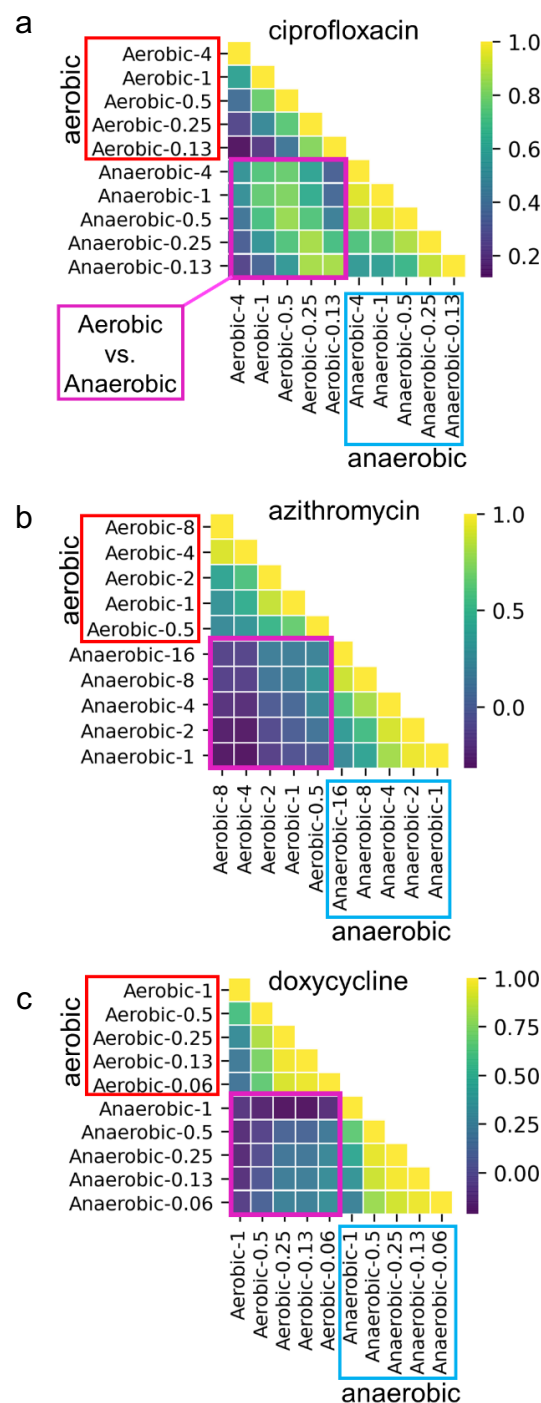 a
ciprofloxacin
aerobic
Aerobic-4
Aerobic-1
Aerobic-0.5
Aerobic-0.25
Aerobic-0.13
Anaerobic-4
Anaerobic-1
Anaerobic-0.5
Anaerobic-0.25
Anaerobic-0.13
1.0
0.8
0.6
0.4
0.2
Aerobic
vs.
Anaerobic
Aerobic-4
Aerobic-1
Aerobic-0.5
Aerobic-0.25
Aerobic-0.13
Anaerobic-4
Anaerobic-1
Anaerobic-0.5
Anaerobic-0.25
Anaerobic-0.13
anaerobic
b
azithromycin
aerobic
Aerobic-8
Aerobic-4
Aerobic-2
Aerobic-1
Aerobic-0.5
Anaerobic-16
Anaerobic-8
Anaerobic-4
Anaerobic-2
Anaerobic-1
1.0
0.5
0.0
Aerobic-8
Aerobic-4
Aerobic-2
Aerobic-1
Aerobic-0.5
Anaerobic-16
Anaerobic-8
Anaerobic-4
Anaerobic-2
Anaerobic-1
anaerobic
c
doxycycline
aerobic
Aerobic-1
Aerobic-0.5
Aerobic-0.25
Aerobic-0.13
Aerobic-0.06
Anaerobic-1
Anaerobic-0.5
Anaerobic-0.25
Anaerobic-0.13
Anaerobic-0.06
1.00
0.75
0.50
0.25
0.00
Aerobic-1
Aerobic-0.5
Aerobic-0.25
Aerobic-0.13
Aerobic-0.06
Anaerobic-1
Anaerobic-0.5
Anaerobic-0.25
Anaerobic-0.13
Anaerobic-0.06
anaerobic